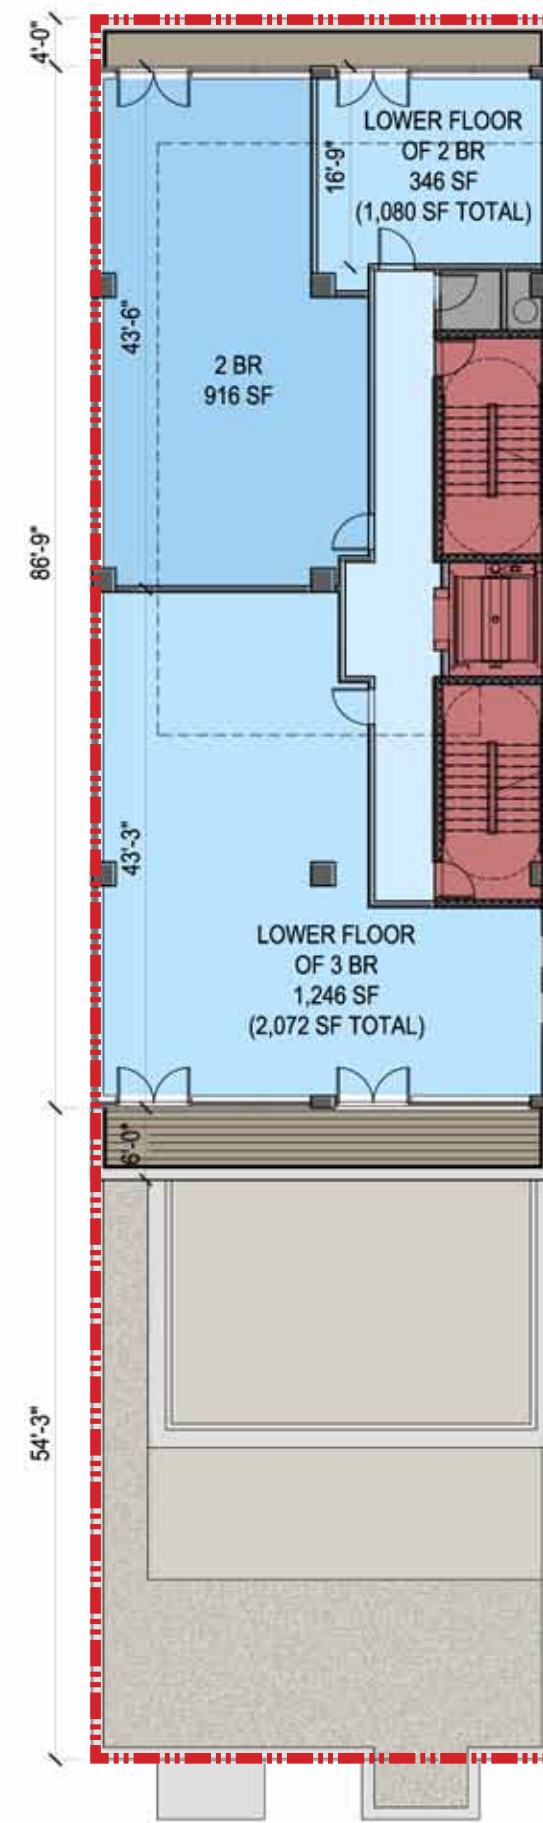 4'-0"
LOWER FLOOR
OF 2 BR
346 SF
(1,080 SF TOTAL)
16'-9"
43'-6"
2 BR
916 SF
86'-9"
43'-3"
LOWER FLOOR
OF 3 BR
1,246 SF
(2,072 SF TOTAL)
6'-0"
54'-3"